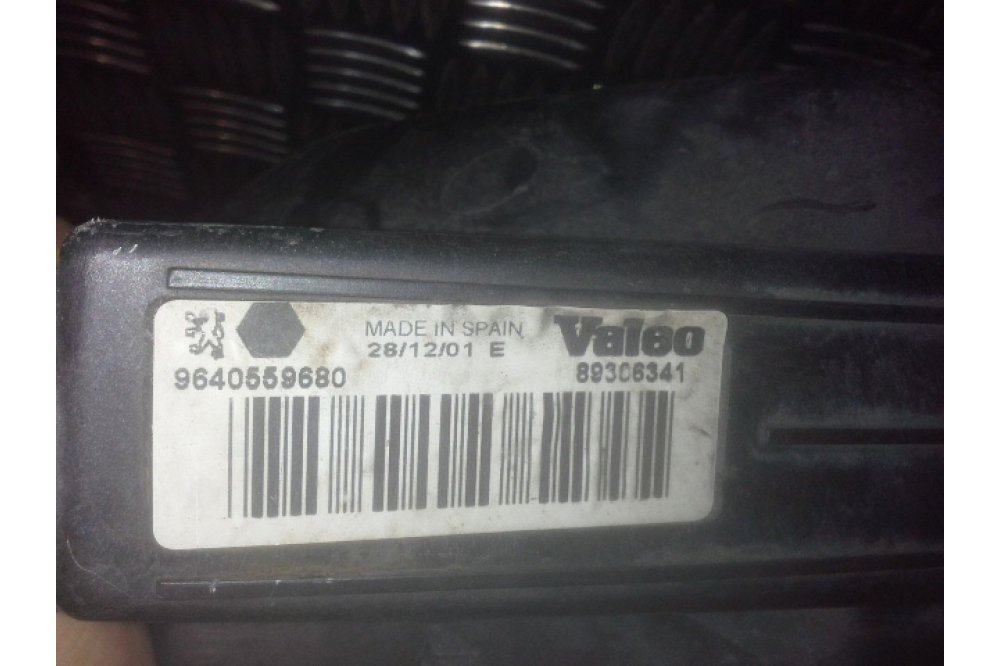 MADE IN SPAIN
28/12/01 E
Valeo
9640559680
89306341